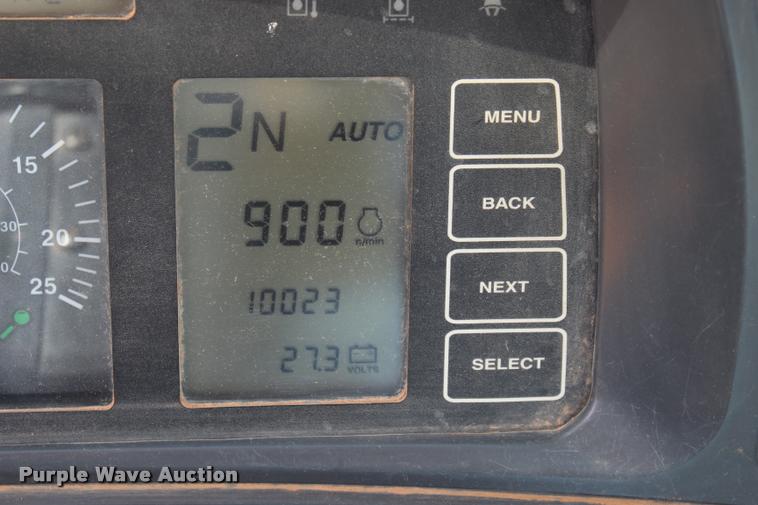 2N AUTO
900 n/min
10023
27.3 VOLTS
MENU
BACK
NEXT
SELECT
15
20
25
30
0
Purple Wave Auction